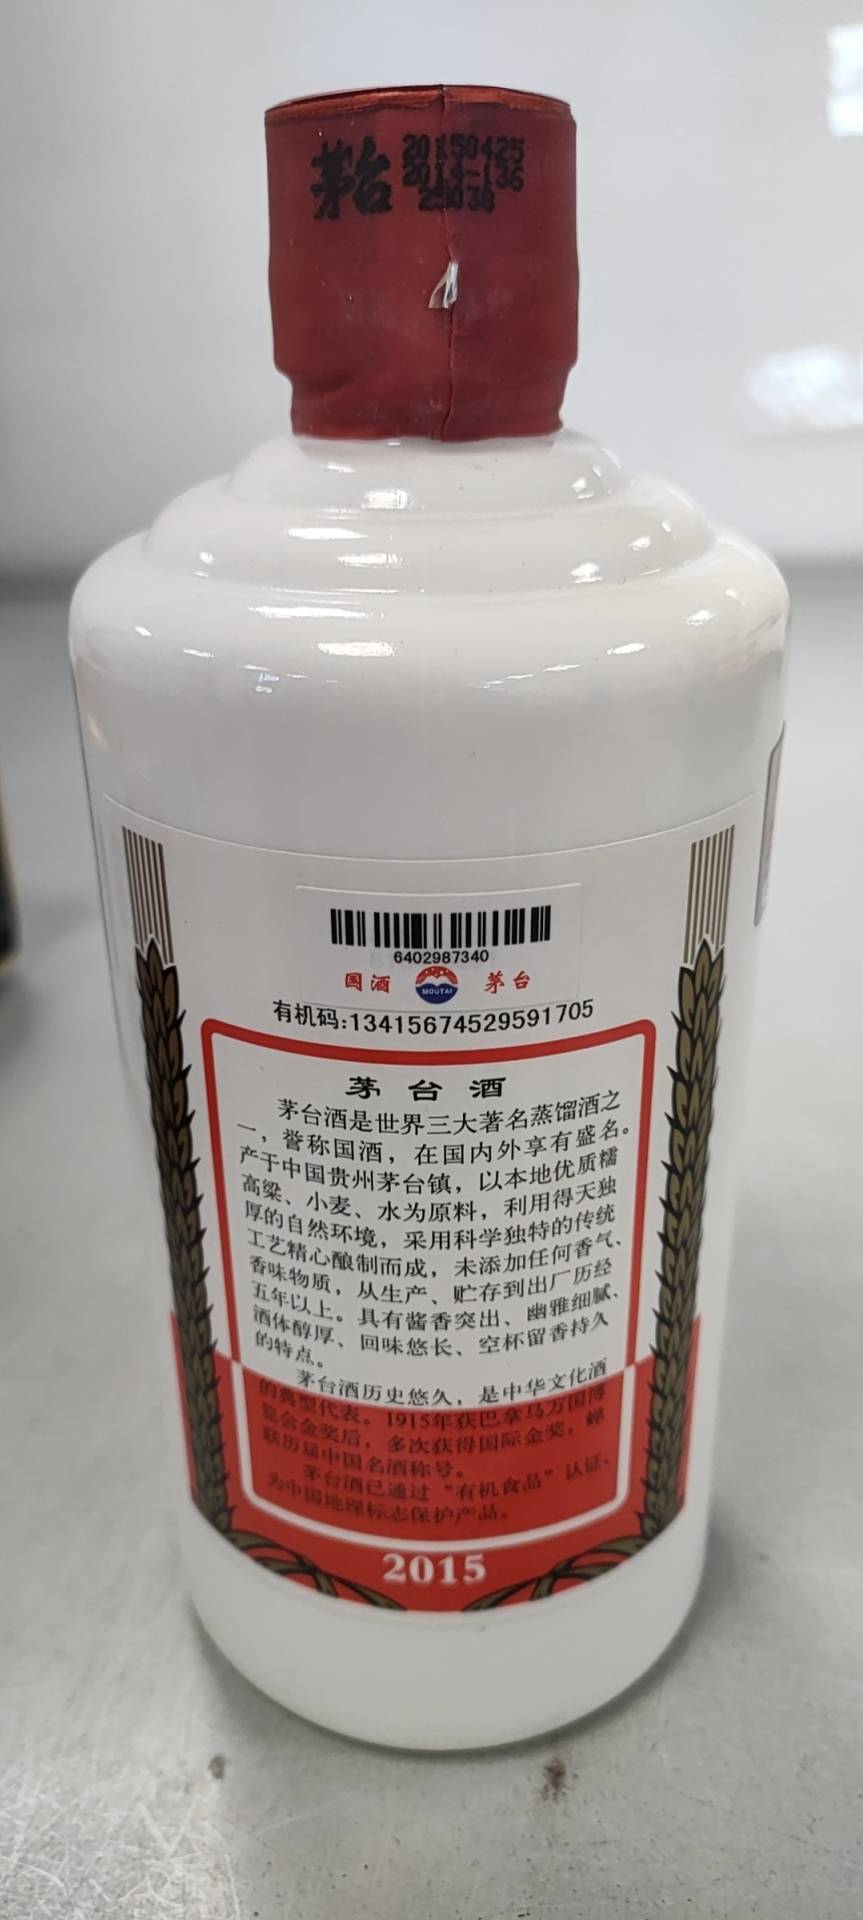 茅台 20150425
2014-136
25038
6402987340
国酒 MOUTAI 茅台
有机码:13415674529591705
茅台酒
茅台酒是世界三大著名蒸馏酒之
一，誉称国酒，在国内外享有盛名。
产于中国贵州茅台镇，以本地优质糯
高粱、小麦、水为原料，利用得天独
厚的自然环境，采用科学独特的传统
工艺精心酿制而成，未添加任何香气、
香味物质，从生产、贮存到出厂历经
五年以上。具有酱香突出、幽雅细腻、
酒体醇厚、回味悠长、空杯留香持久
的特点。
茅台酒历史悠久，是中华文化酒
的典型代表。1915年获巴拿马万国博
览会金奖后，多次获得国际金奖，蝉
联历届中国名酒称号。
茅台酒已通过“有机食品”认证，
为中国地理标志保护产品。
2015